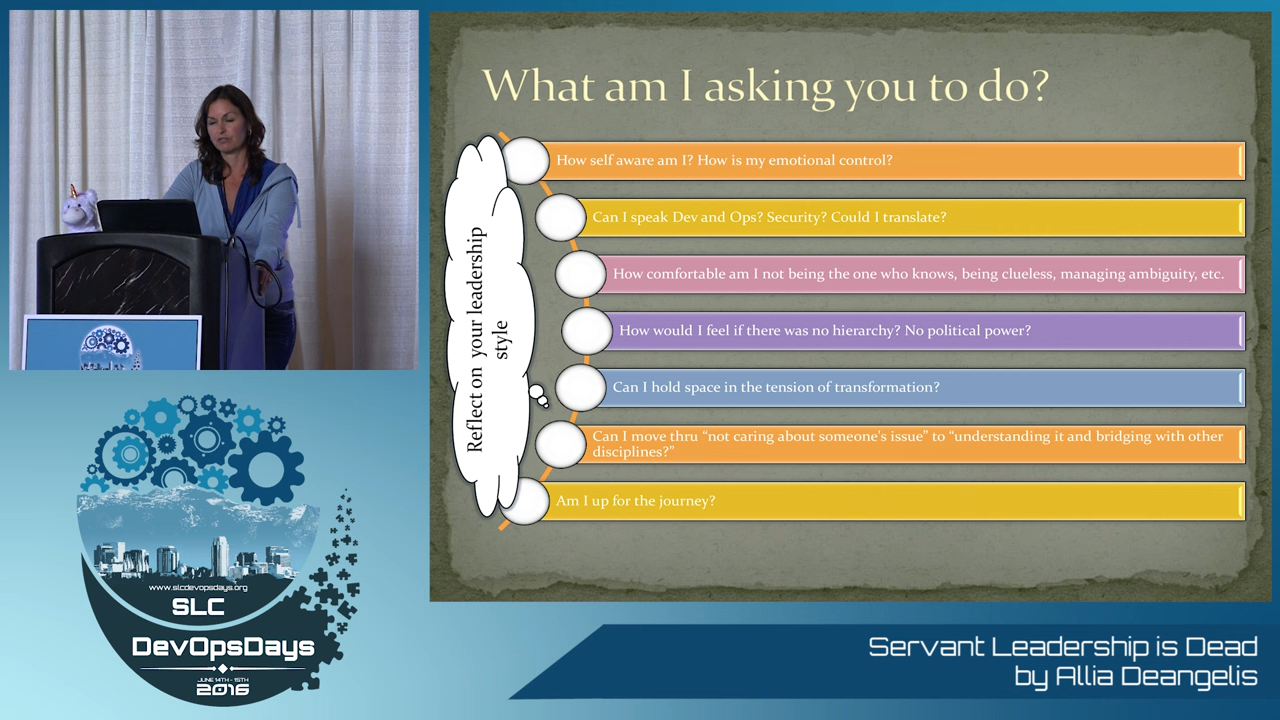 What am I asking you to do?
Reflect on your leadership
style
How self aware am I? How is my emotional control?
Can I speak Dev and Ops? Security? Could I translate?
How comfortable am I not being the one who knows, being clueless, managing ambiguity, etc.
How would I feel if there was no hierarchy? No political power?
Can I hold space in the tension of transformation?
Can I move thru “not caring about someone's issue” to “understanding it and bridging with other
disciplines?”
Am I up for the journey?
www.slcdevopsdays.org
SLC
DevOpsDays
JUNE 14TH - 15TH
2016
Servant Leadership is Dead
by Allia Deangelis